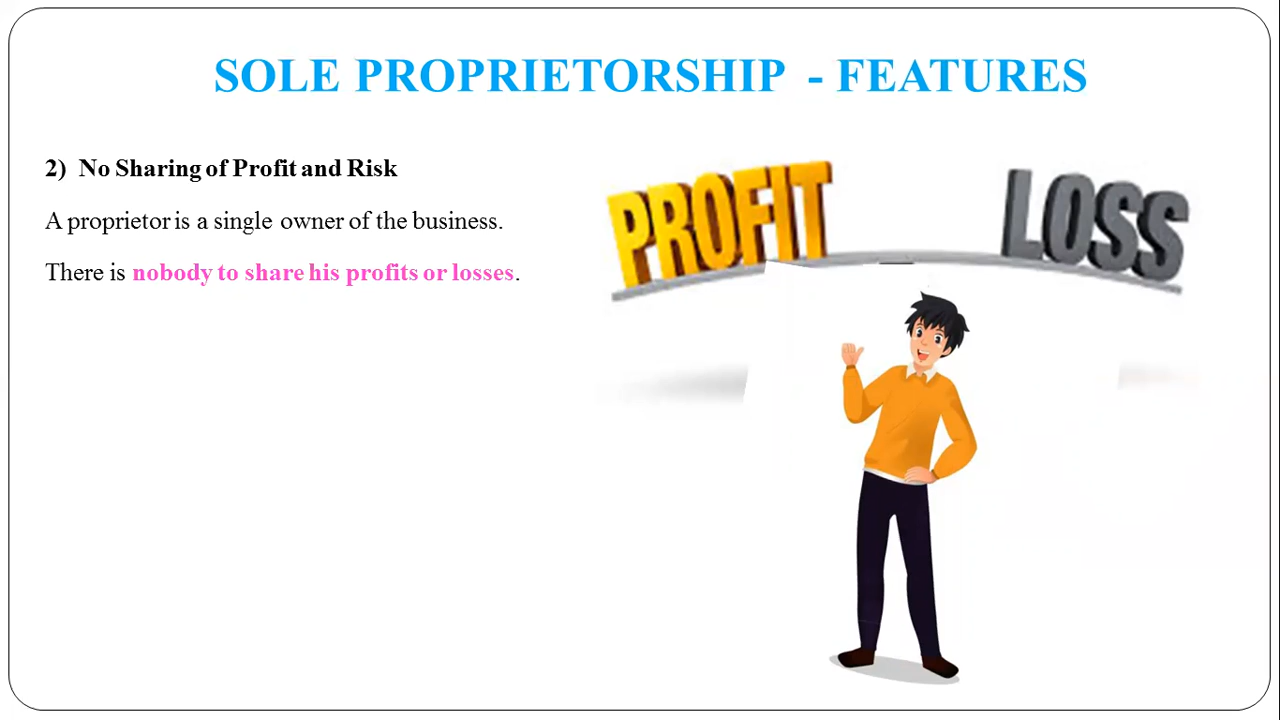 SOLE PROPRIETORSHIP - FEATURES
2) No Sharing of Profit and Risk
A proprietor is a single owner of the business.
There is nobody to share his profits or losses.
PROFIT
LOSS